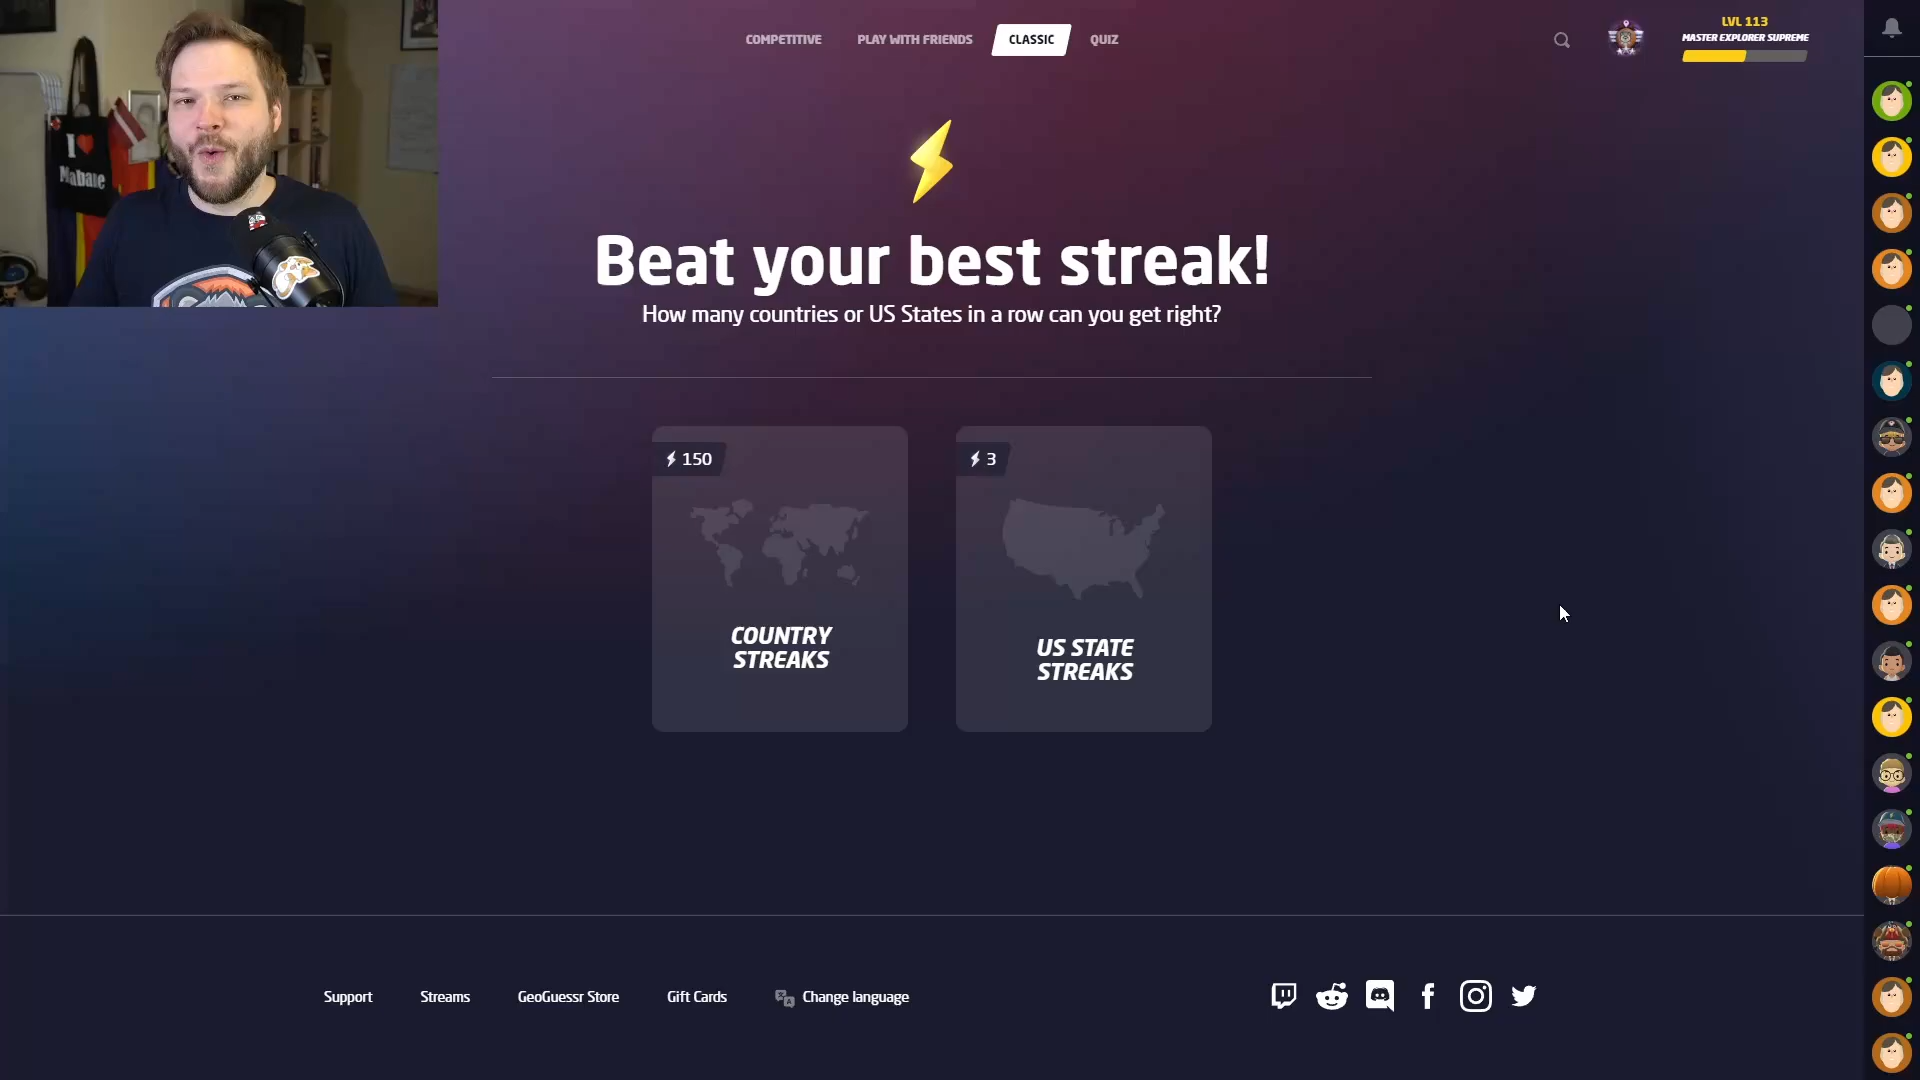 COMPETITIVE
PLAY WITH FRIENDS
CLASSIC
QUIZ
LVL 113
MASTER EXPLORER SUPREME
I
Mabare
Beat your best streak!
How many countries or US States in a row can you get right?
150
COUNTRY
STREAKS
3
US STATE
STREAKS
Support
Streams
GeoGuessr Store
Gift Cards
Change language